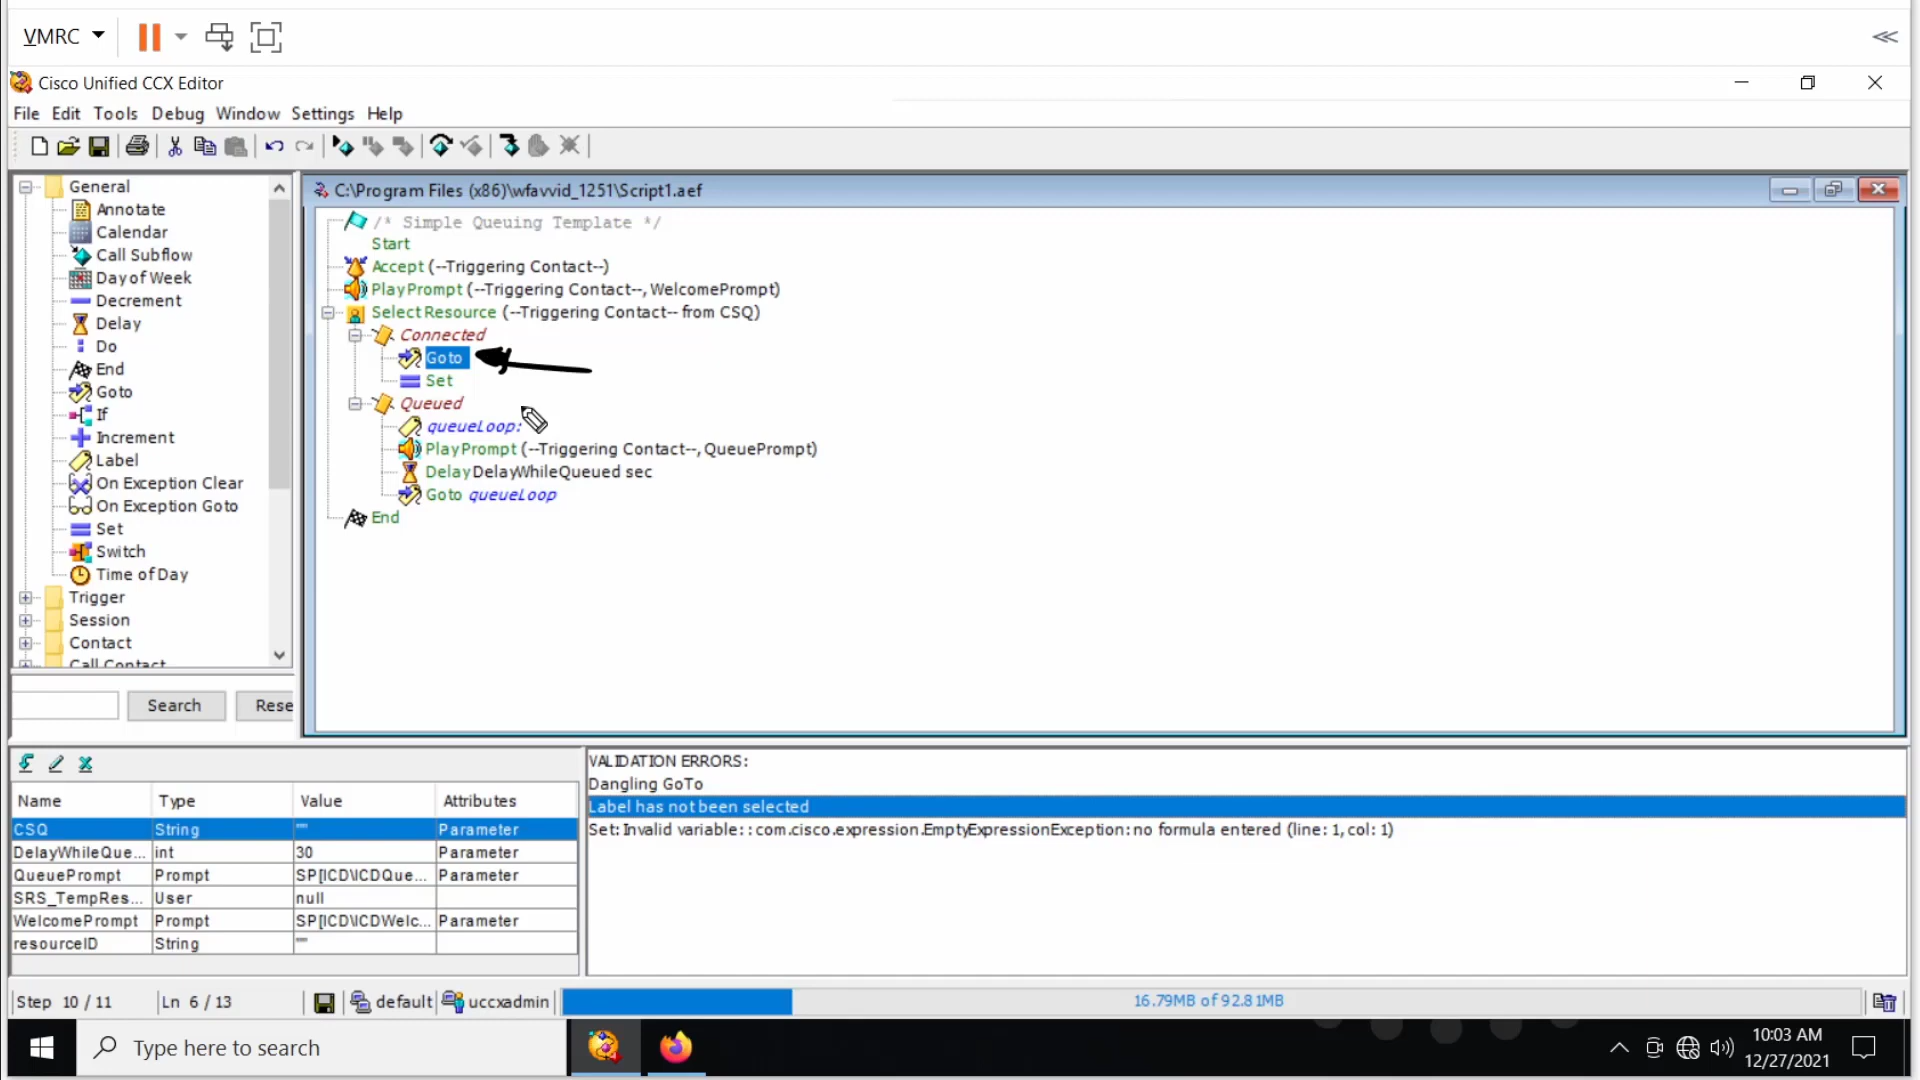 VMRC
Cisco Unified CCX Editor
File Edit Tools Debug Window Settings Help
General
Annotate
Calendar
Call Subflow
Day of Week
Decrement
Delay
Do
End
Goto
If
Increment
Label
On Exception Clear
On Exception Goto
Set
Switch
Time of Day
Trigger
Session
Contact
Call Contact
Search Rese
C:\Program Files (x86)\wfavvid_1251\Script1.aef
/* Simple Queuing Template */
Start
Accept (--Triggering Contact--)
Play Prompt (--Triggering Contact--, WelcomePrompt)
Select Resource (--Triggering Contact-- from CSQ)
Connected
Goto
Set
Queued
queueLoop:
Play Prompt (--Triggering Contact--, QueuePrompt)
Delay DelayWhileQueued sec
Goto queueLoop
End
Name Type Value Attributes
CSQ String "" Parameter
DelayWhileQue... int 30 Parameter
QueuePrompt Prompt SP[ICD\ICDQue... Parameter
SRS_TempRes... User null
WelcomePrompt Prompt SP[ICD\ICDWelc... Parameter
resourceID String ""
VALIDATION ERRORS:
Dangling GoTo
Label has not been selected
Set: Invalid variable: : com.cisco.expression.EmptyExpressionException: no formula entered (line: 1, col: 1)
Step 10 / 11 Ln 6 / 13 default uccxadmin 16.79MB of 92.81MB
Type here to search
10:03 AM
12/27/2021